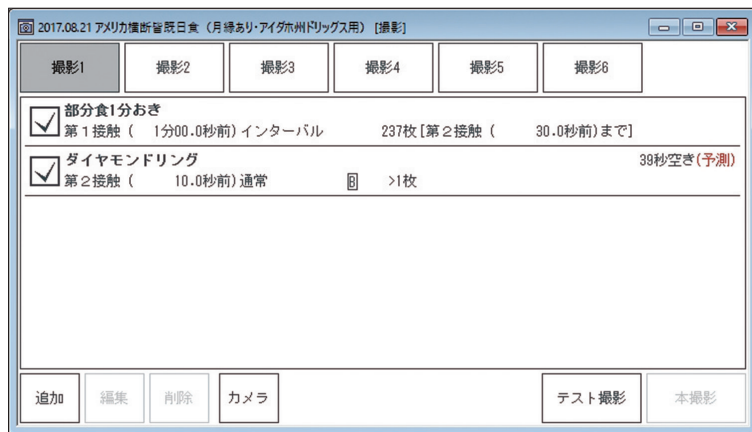 2017.08.21 アメリカ横断皆既日食 (月縁あり・アイダホ州ドリッグス用) [撮影]
撮影1 撮影2 撮影3 撮影4 撮影5 撮影6
部分食1分おき
第1接触 ( 1分00.0秒前) インターバル 237枚 [第2接触 ( 30.0秒前)まで]
ダイヤモンドリング 39秒空き(予測)
第2接触 ( 10.0秒前) 通常 B >1枚
追加 編集 削除 カメラ テスト撮影 本撮影